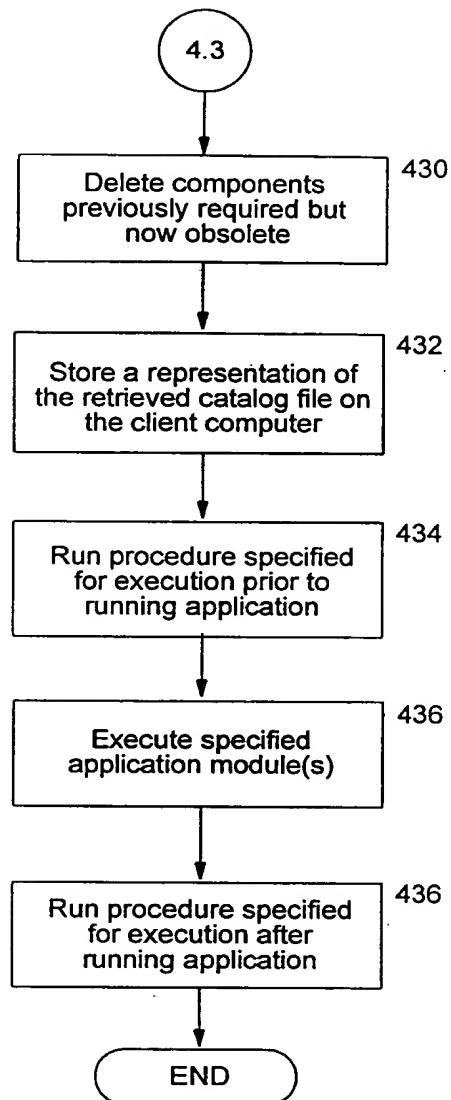 4.3
430
Delete components
previously required but
now obsolete
432
Store a representation of
the retrieved catalog file on
the client computer
434
Run procedure specified
for execution prior to
running application
436
Execute specified
application module(s)
436
Run procedure specified
for execution after
running application
END